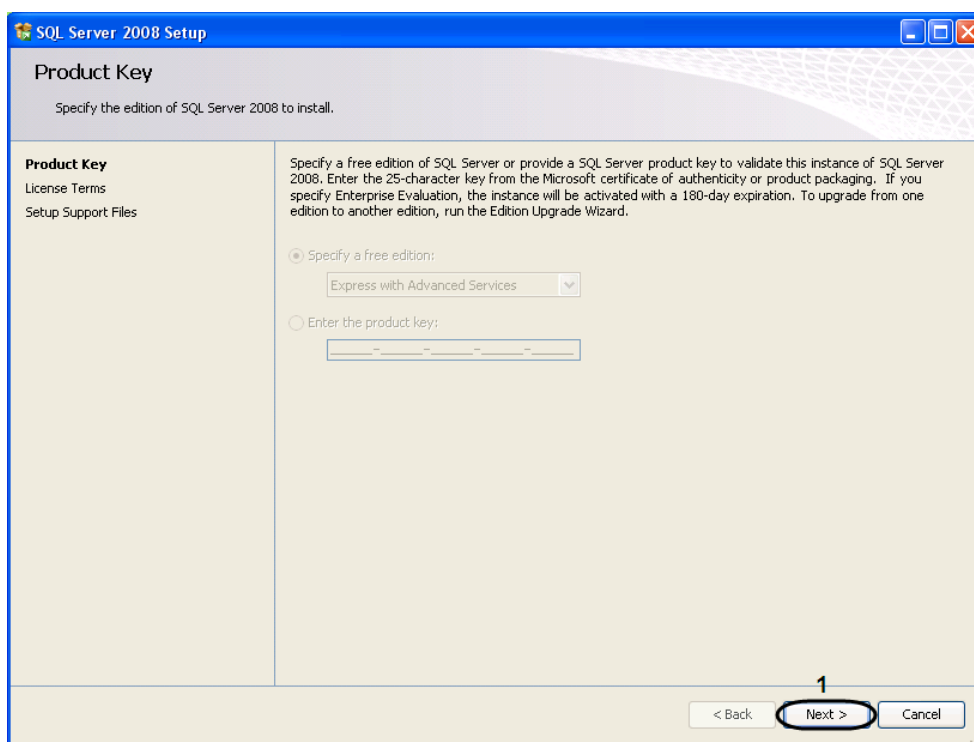 SQL Server 2008 Setup
Product Key
Specify the edition of SQL Server 2008 to install.
Product Key
License Terms
Setup Support Files
Specify a free edition of SQL Server or provide a SQL Server product key to validate this instance of SQL Server
2008. Enter the 25-character key from the Microsoft certificate of authenticity or product packaging. If you
specify Enterprise Evaluation, the instance will be activated with a 180-day expiration. To upgrade from one
edition to another edition, run the Edition Upgrade Wizard.
Specify a free edition:
Express with Advanced Services
Enter the product key:
_____-_____-_____-_____-_____
1
< Back Next > Cancel